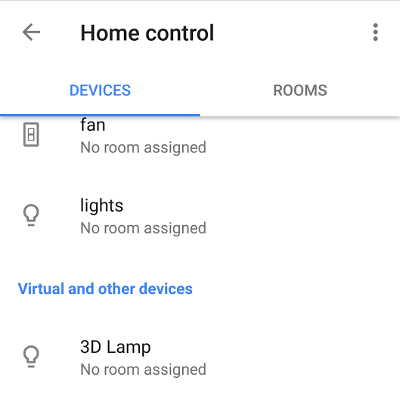 Home control
DEVICES
ROOMS
fan
No room assigned
lights
No room assigned
Virtual and other devices
3D Lamp
No room assigned